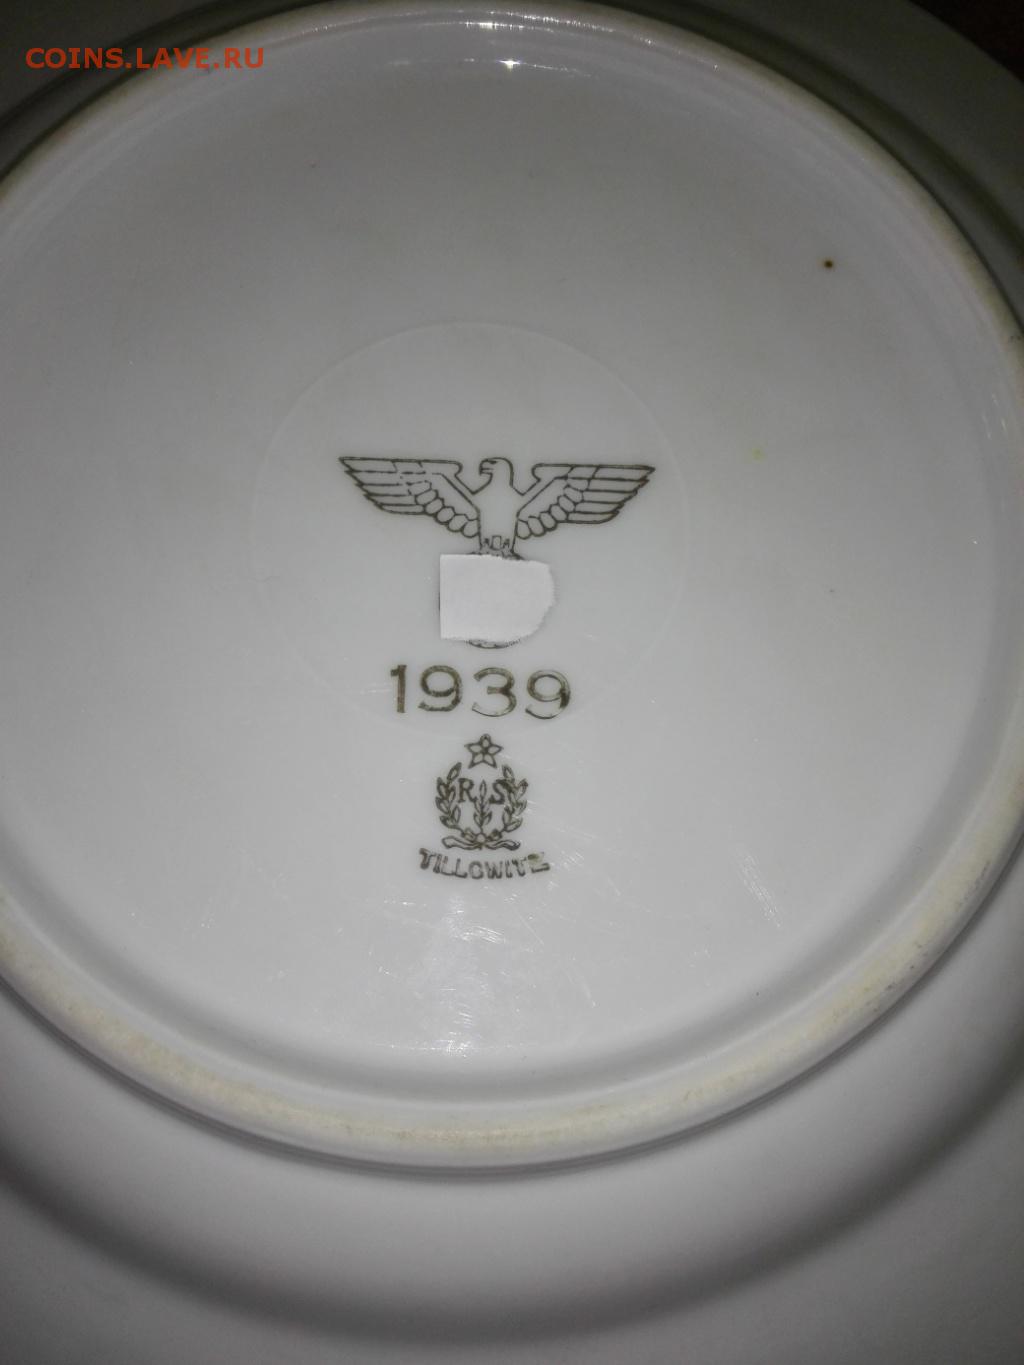 COINS.LAVE.RU
1939
R S
TILLOWITZ